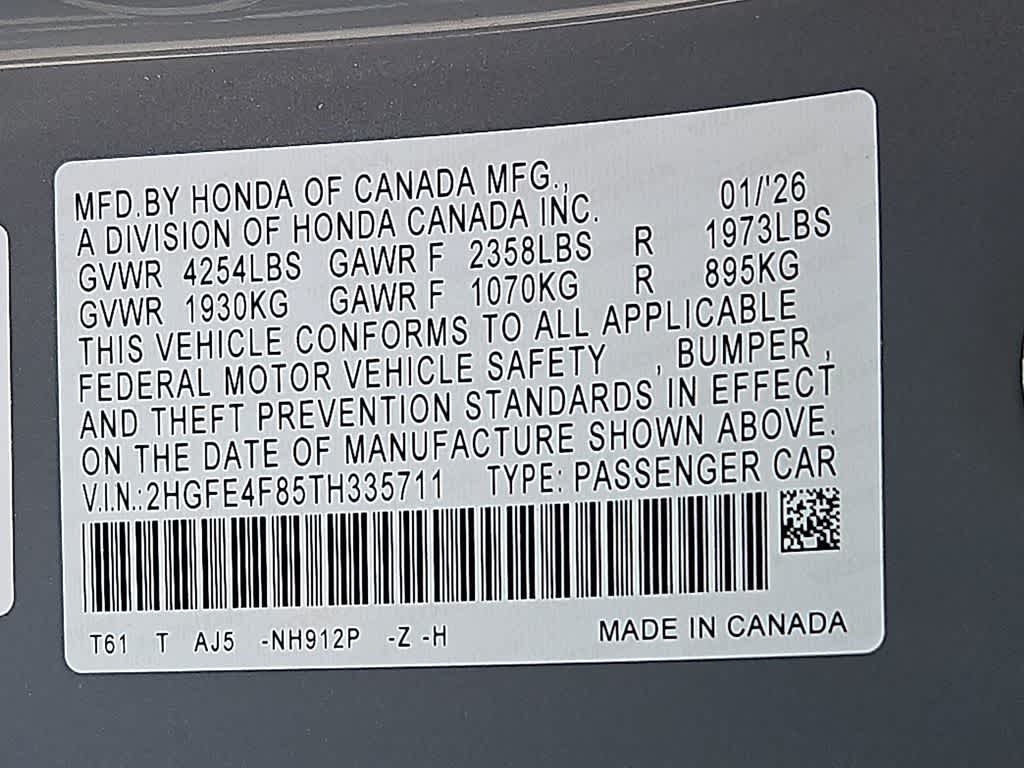 MFD.BY HONDA OF CANADA MFG.,
A DIVISION OF HONDA CANADA INC. 01/'26
GVWR 4254LBS GAWR F 2358LBS R 1973LBS
GVWR 1930KG GAWR F 1070KG R 895KG
THIS VEHICLE CONFORMS TO ALL APPLICABLE
FEDERAL MOTOR VEHICLE SAFETY , BUMPER ,
AND THEFT PREVENTION STANDARDS IN EFFECT
ON THE DATE OF MANUFACTURE SHOWN ABOVE.
V.I.N.:2HGFE4F85TH335711 TYPE: PASSENGER CAR
T61 T AJ5 -NH912P -Z -H MADE IN CANADA